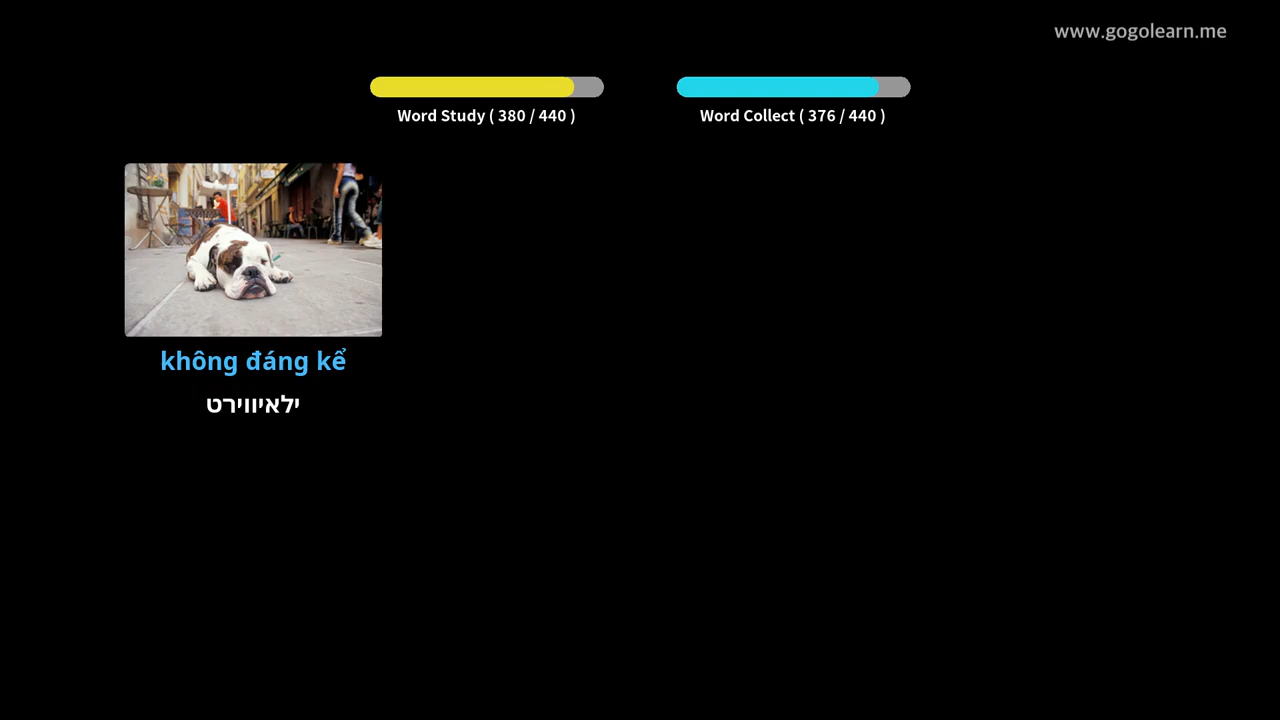 www.gogolearn.me
Word Study ( 380 / 440 )
Word Collect ( 376 / 440 )
không đáng kể
ילאיווירט